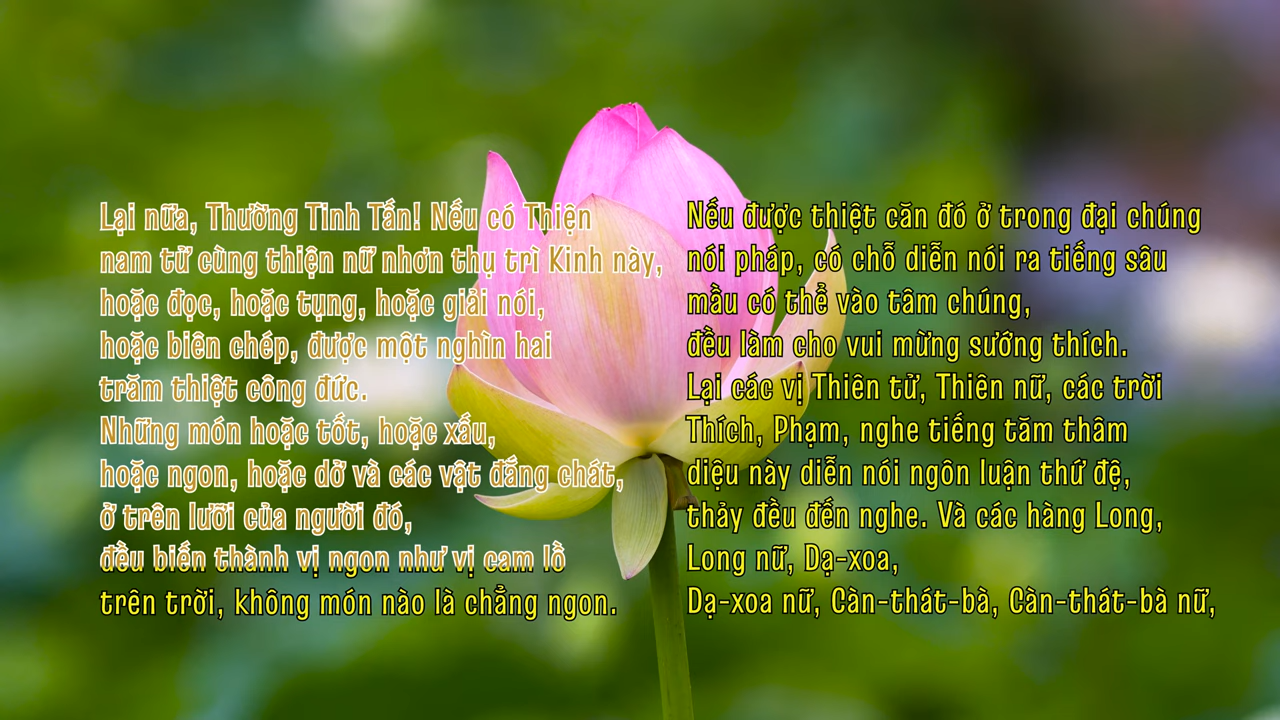 Lại nữa, Thường Tinh Tấn! Nếu có Thiện
nam tử cùng thiện nữ nhơn thụ trì Kinh này,
hoặc đọc, hoặc tụng, hoặc giải nói,
hoặc biên chép, được một nghìn hai
trăm thiệt công đức.
Những món hoặc tốt, hoặc xấu,
hoặc ngon, hoặc dở và các vật đắng chát,
ở trên lưỡi của người đó,
đều biến thành vị ngon như vị cam lồ
trên trời, không món nào là chẳng ngon.
Nếu được thiệt căn đó ở trong đại chúng
nói pháp, có chỗ diễn nói ra tiếng sâu
mầu có thể vào tâm chúng,
đều làm cho vui mừng sướng thích.
Lại các vị Thiên tử, Thiên nữ, các trời
Thích, Phạm, nghe tiếng tăm thâm
diệu này diễn nói ngôn luận thứ đệ,
thảy đều đến nghe. Và các hàng Long,
Long nữ, Dạ-xoa,
Dạ-xoa nữ, Càn-thát-bà, Càn-thát-bà nữ,